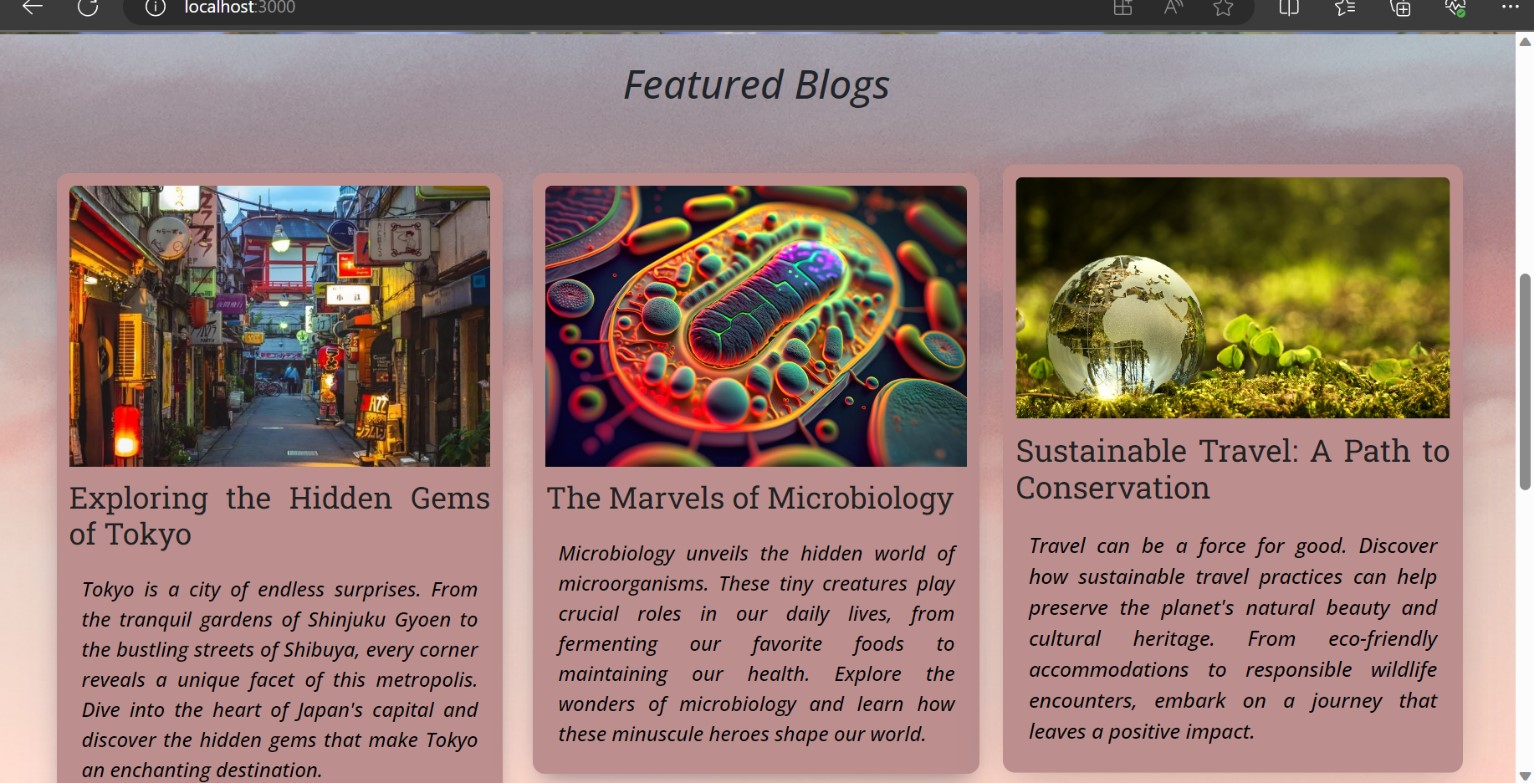 localhost:3000
Featured Blogs
Exploring the Hidden Gems
of Tokyo
Tokyo is a city of endless surprises. From
the tranquil gardens of Shinjuku Gyoen to
the bustling streets of Shibuya, every corner
reveals a unique facet of this metropolis.
Dive into the heart of Japan's capital and
discover the hidden gems that make Tokyo
an enchanting destination.
The Marvels of Microbiology
Microbiology unveils the hidden world of
microorganisms. These tiny creatures play
crucial roles in our daily lives, from
fermenting our favorite foods to
maintaining our health. Explore the
wonders of microbiology and learn how
these minuscule heroes shape our world.
Sustainable Travel: A Path to
Conservation
Travel can be a force for good. Discover
how sustainable travel practices can help
preserve the planet's natural beauty and
cultural heritage. From eco-friendly
accommodations to responsible wildlife
encounters, embark on a journey that
leaves a positive impact.